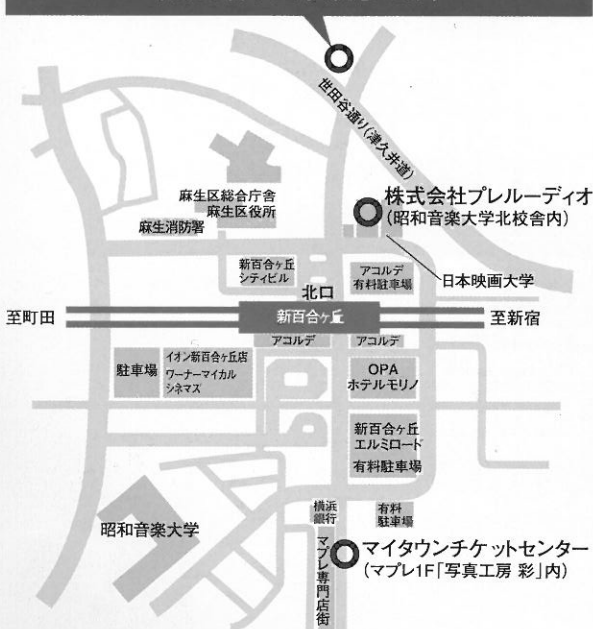 世田谷通り(津久井道)
株式会社プレルーディオ
(昭和音楽大学北校舎内)
麻生区総合庁舎
麻生区役所
麻生消防署
新百合ヶ丘
シティビル
アコルデ
有料駐車場
日本映画大学
北口
至町田
新百合ヶ丘
至新宿
アコルデ
アコルデ
駐車場
イオン新百合ヶ丘店
ワーナーマイカル
シネマズ
OPA
ホテルモリノ
新百合ヶ丘
エルミロード
有料駐車場
昭和音楽大学
横浜
銀行
有料
駐車場
マプレ専門店街
マイタウンチケットセンター
(マプレ1F「写真工房 彩」内)